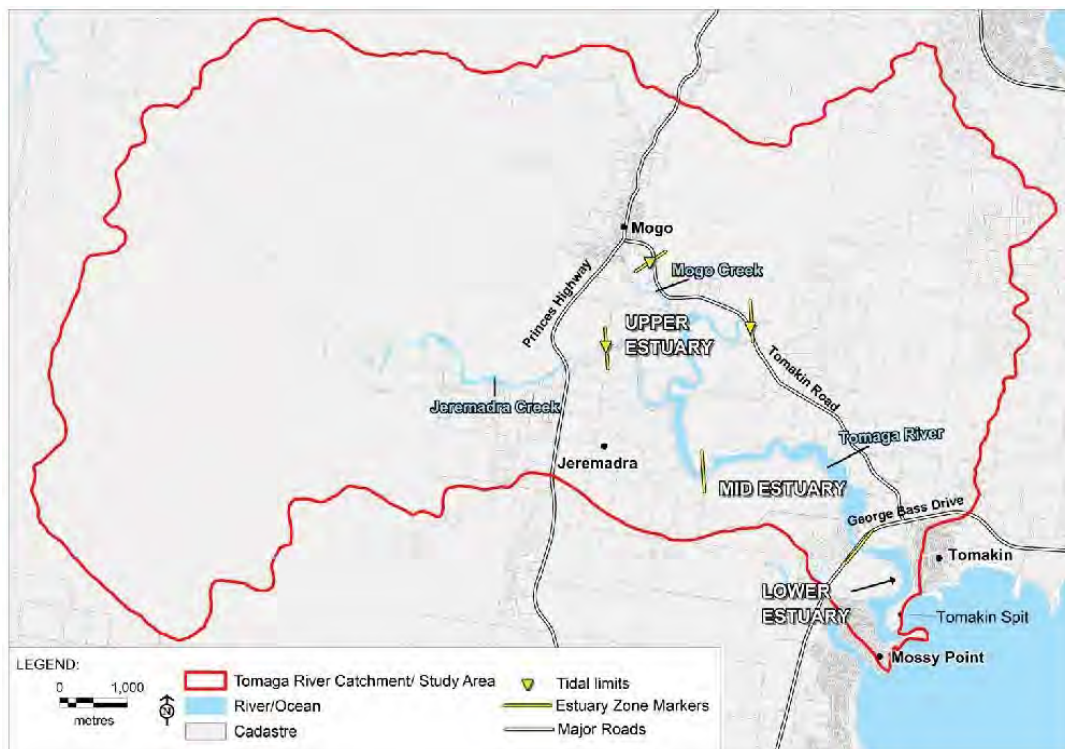 Mogo
Mogo Creek
Princes Highway
UPPER
ESTUARY
Tomakin Road
Jeremadra Creek
Jeremadra
Tomaga River
MID ESTUARY
George Bass Drive
Tomakin
LOWER
ESTUARY
Tomakin Spit
Mossy Point
LEGEND:
0 1,000
metres
N
Tomaga River Catchment/ Study Area
River/Ocean
Cadastre
Tidal limits
Estuary Zone Markers
Major Roads